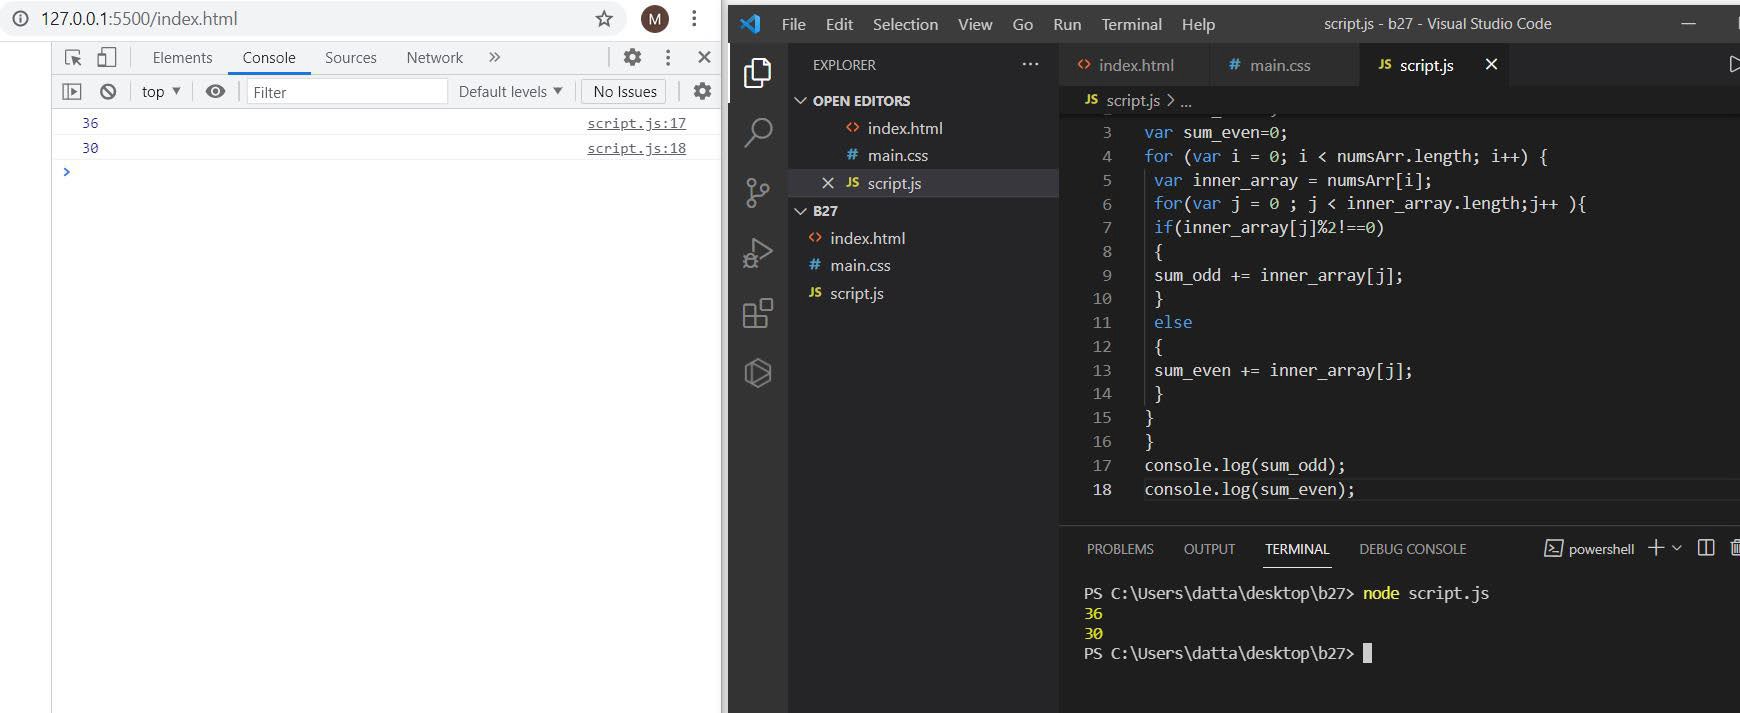 127.0.0.1:5500/index.html
M
Elements Console Sources Network
top Filter Default levels No Issues
36 script.js:17
30 script.js:18
>
File Edit Selection View Go Run Terminal Help script.js - b27 - Visual Studio Code
EXPLORER ...
OPEN EDITORS
<> index.html
# main.css
JS script.js
B27
<> index.html
# main.css
JS script.js
<> index.html # main.css JS script.js
JS script.js > ...
3 var sum_even=0;
4 for (var i = 0; i < numsArr.length; i++) {
5 var inner_array = numsArr[i];
6 for(var j = 0 ; j < inner_array.length;j++ ){
7 if(inner_array[j]%2!==0)
8 {
9 sum_odd += inner_array[j];
10 }
11 else
12 {
13 sum_even += inner_array[j];
14 }
15 }
16 }
17 console.log(sum_odd);
18 console.log(sum_even);
PROBLEMS OUTPUT TERMINAL DEBUG CONSOLE powershell
PS C:\Users\datta\desktop\b27> node script.js
36
30
PS C:\Users\datta\desktop\b27>